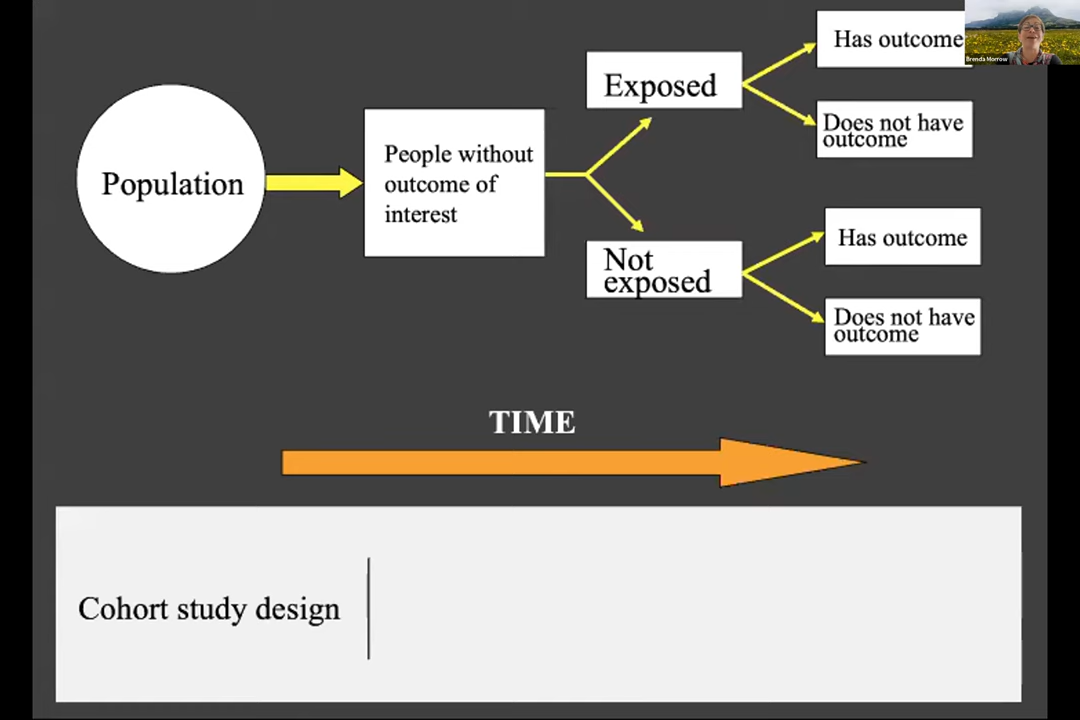 Population
People without
outcome of
interest
Exposed
Not
exposed
Has outcome
Does not have
outcome
Has outcome
Does not have
outcome
Brenda Morrow
TIME
Cohort study design